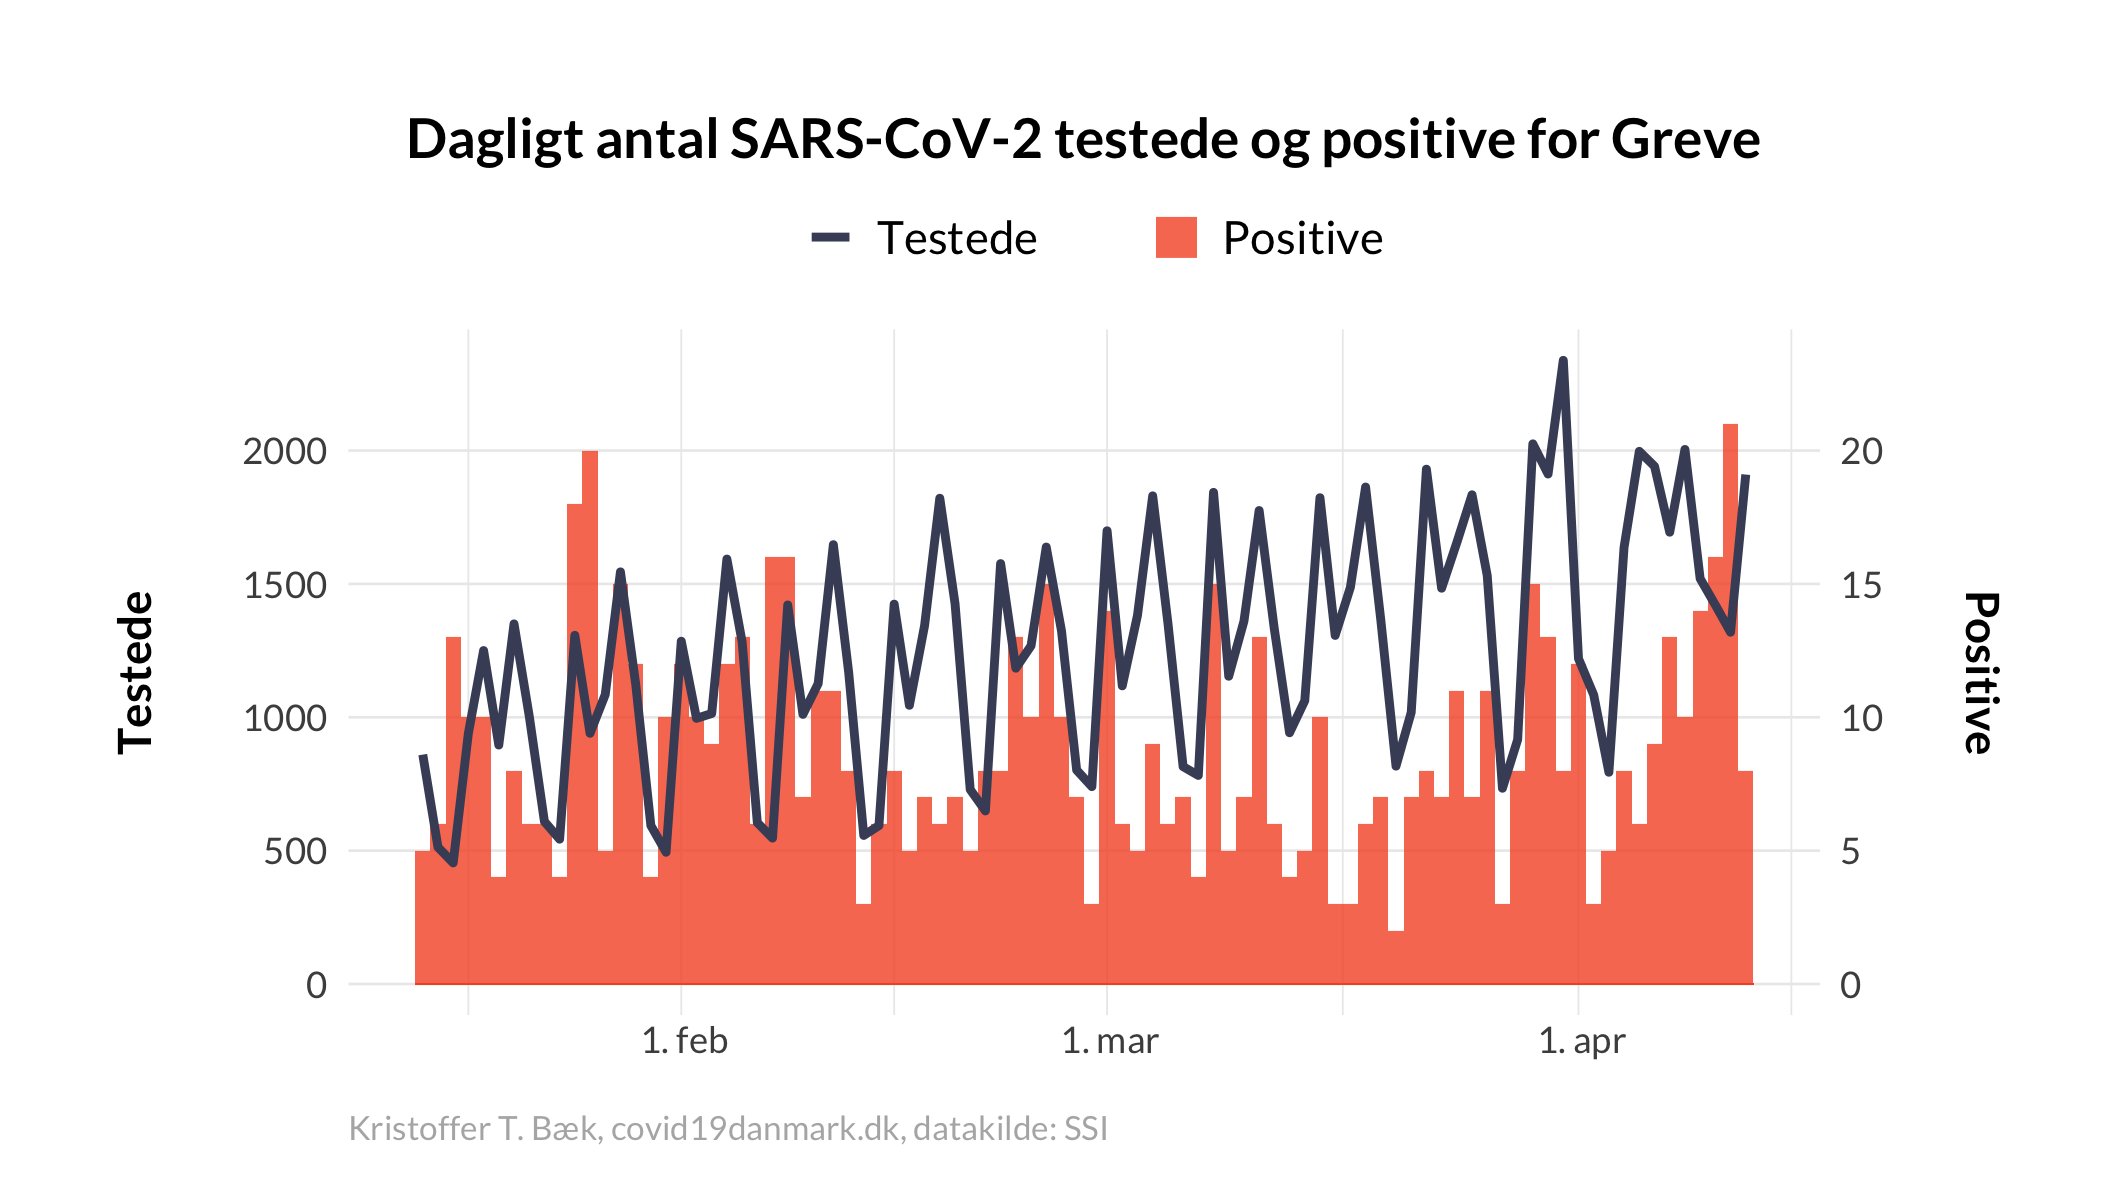 Dagligt antal SARS-CoV-2 testede og positive for Greve
Testede
Positive
Testede
2000
1500
1000
500
0
20
15
10
5
0
Positive
1. feb
1. mar
1. apr
Kristoffer T. Bæk, covid19danmark.dk, datakilde: SSI